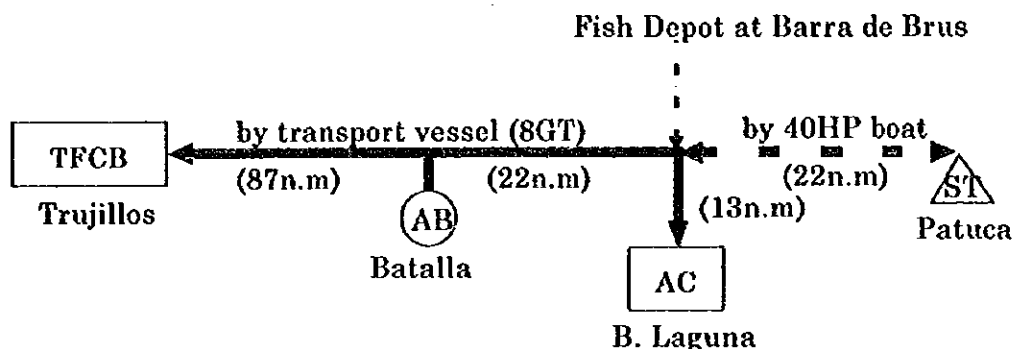 Fish Depot at Barra de Brus
by transport vessel (8GT)
by 40HP boat
TFCB
(87n.m)
(22n.m)
(22n.m)
ST
(13n.m)
Trujillos
AB
Patuca
Batalla
AC
B. Laguna